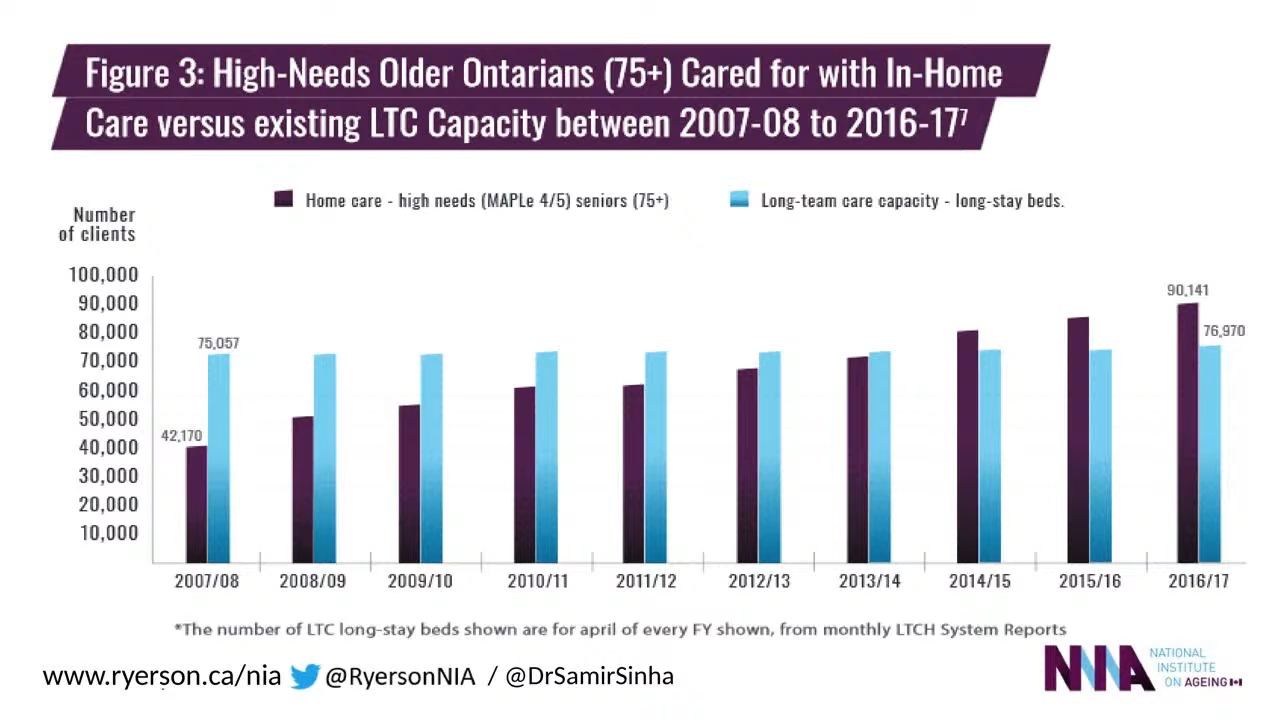 Figure 3: High-Needs Older Ontarians (75+) Cared for with In-Home
Care versus existing LTC Capacity between 2007-08 to 2016-17⁷
Home care - high needs (MAPLe 4/5) seniors (75+)
Long-team care capacity - long-stay beds.
Number
of clients
100,000
90,000
80,000
70,000
60,000
50,000
40,000
30,000
20,000
10,000
42,170
75,057
90,141
76,970
2007/08
2008/09
2009/10
2010/11
2011/12
2012/13
2013/14
2014/15
2015/16
2016/17
*The number of LTC long-stay beds shown are for april of every FY shown, from monthly LTCH System Reports
www.ryerson.ca/nia @RyersonNIA / @DrSamirSinha
NIA
NATIONAL
INSTITUTE
ON AGEING